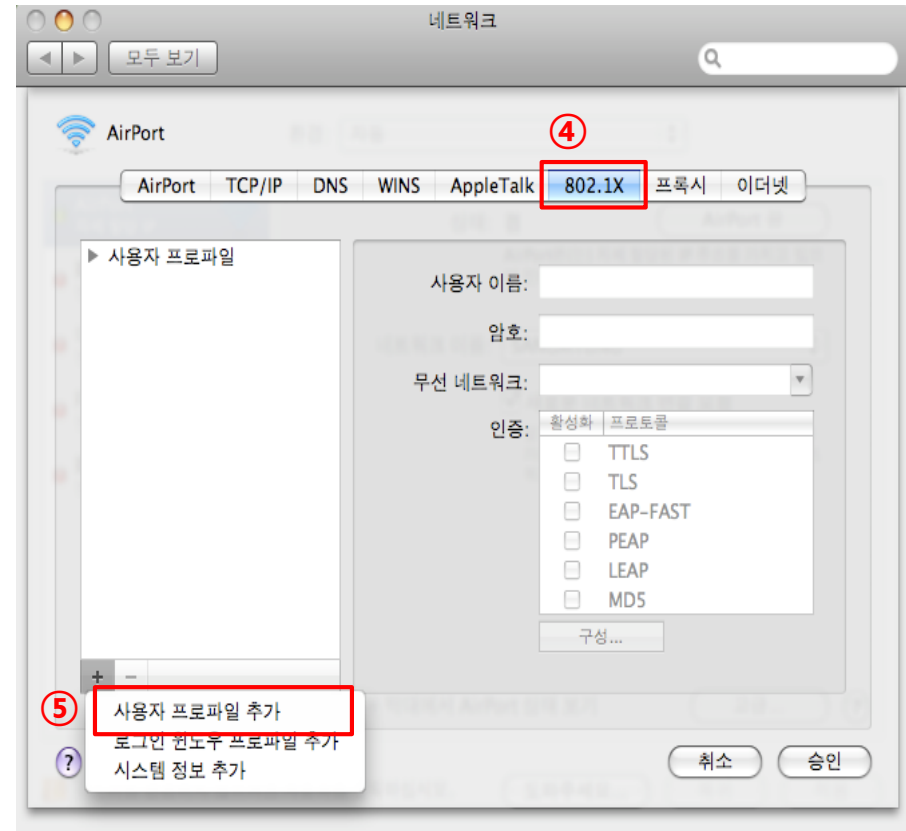 네트워크
모두 보기
AirPort
④
AirPort TCP/IP DNS WINS AppleTalk 802.1X 프록시 이더넷
사용자 프로파일
사용자 이름:
암호:
무선 네트워크:
인증:
활성화 프로토콜
TTLS
TLS
EAP-FAST
PEAP
LEAP
MD5
구성...
+ −
⑤
사용자 프로파일 추가
로그인 윈도우 프로파일 추가
시스템 정보 추가
?
취소 승인